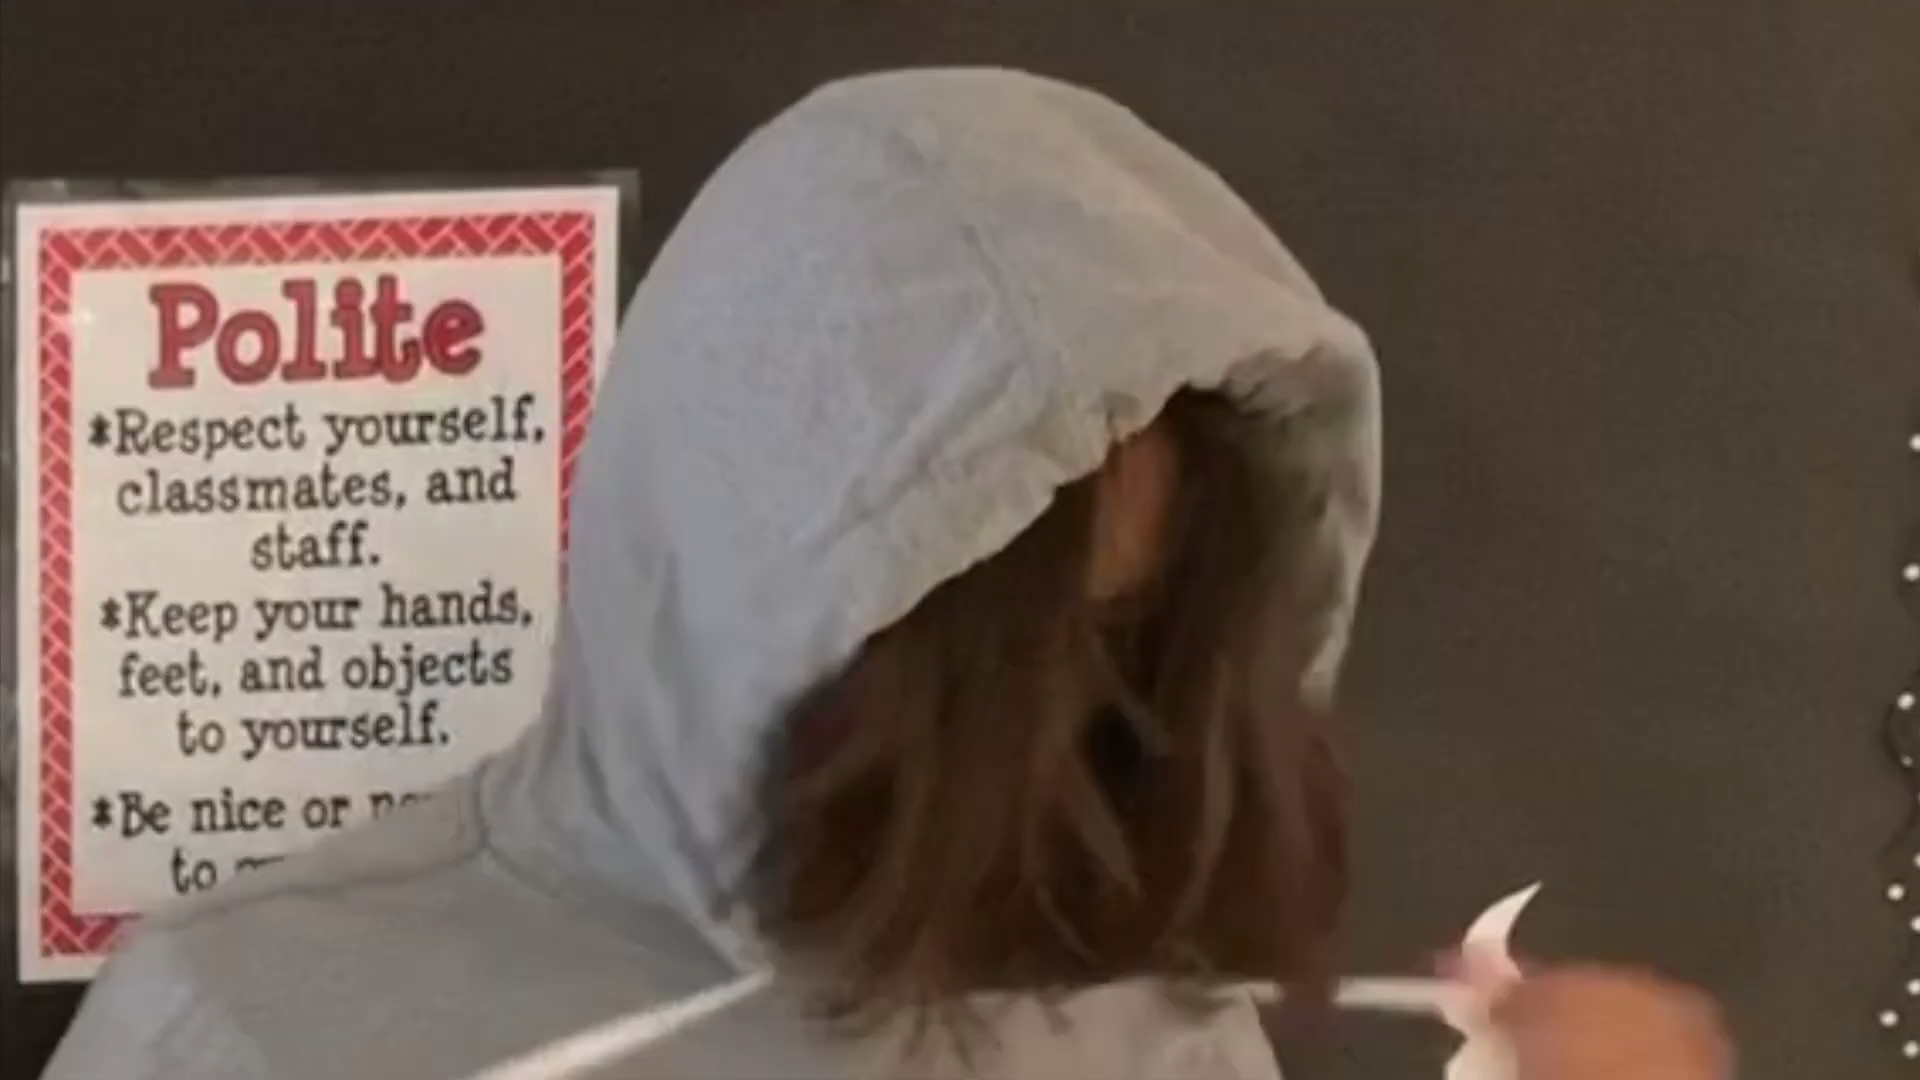 Polite
*Respect yourself,
classmates, and
staff.
*Keep your hands,
feet, and objects
to yourself.
*Be nice or
to